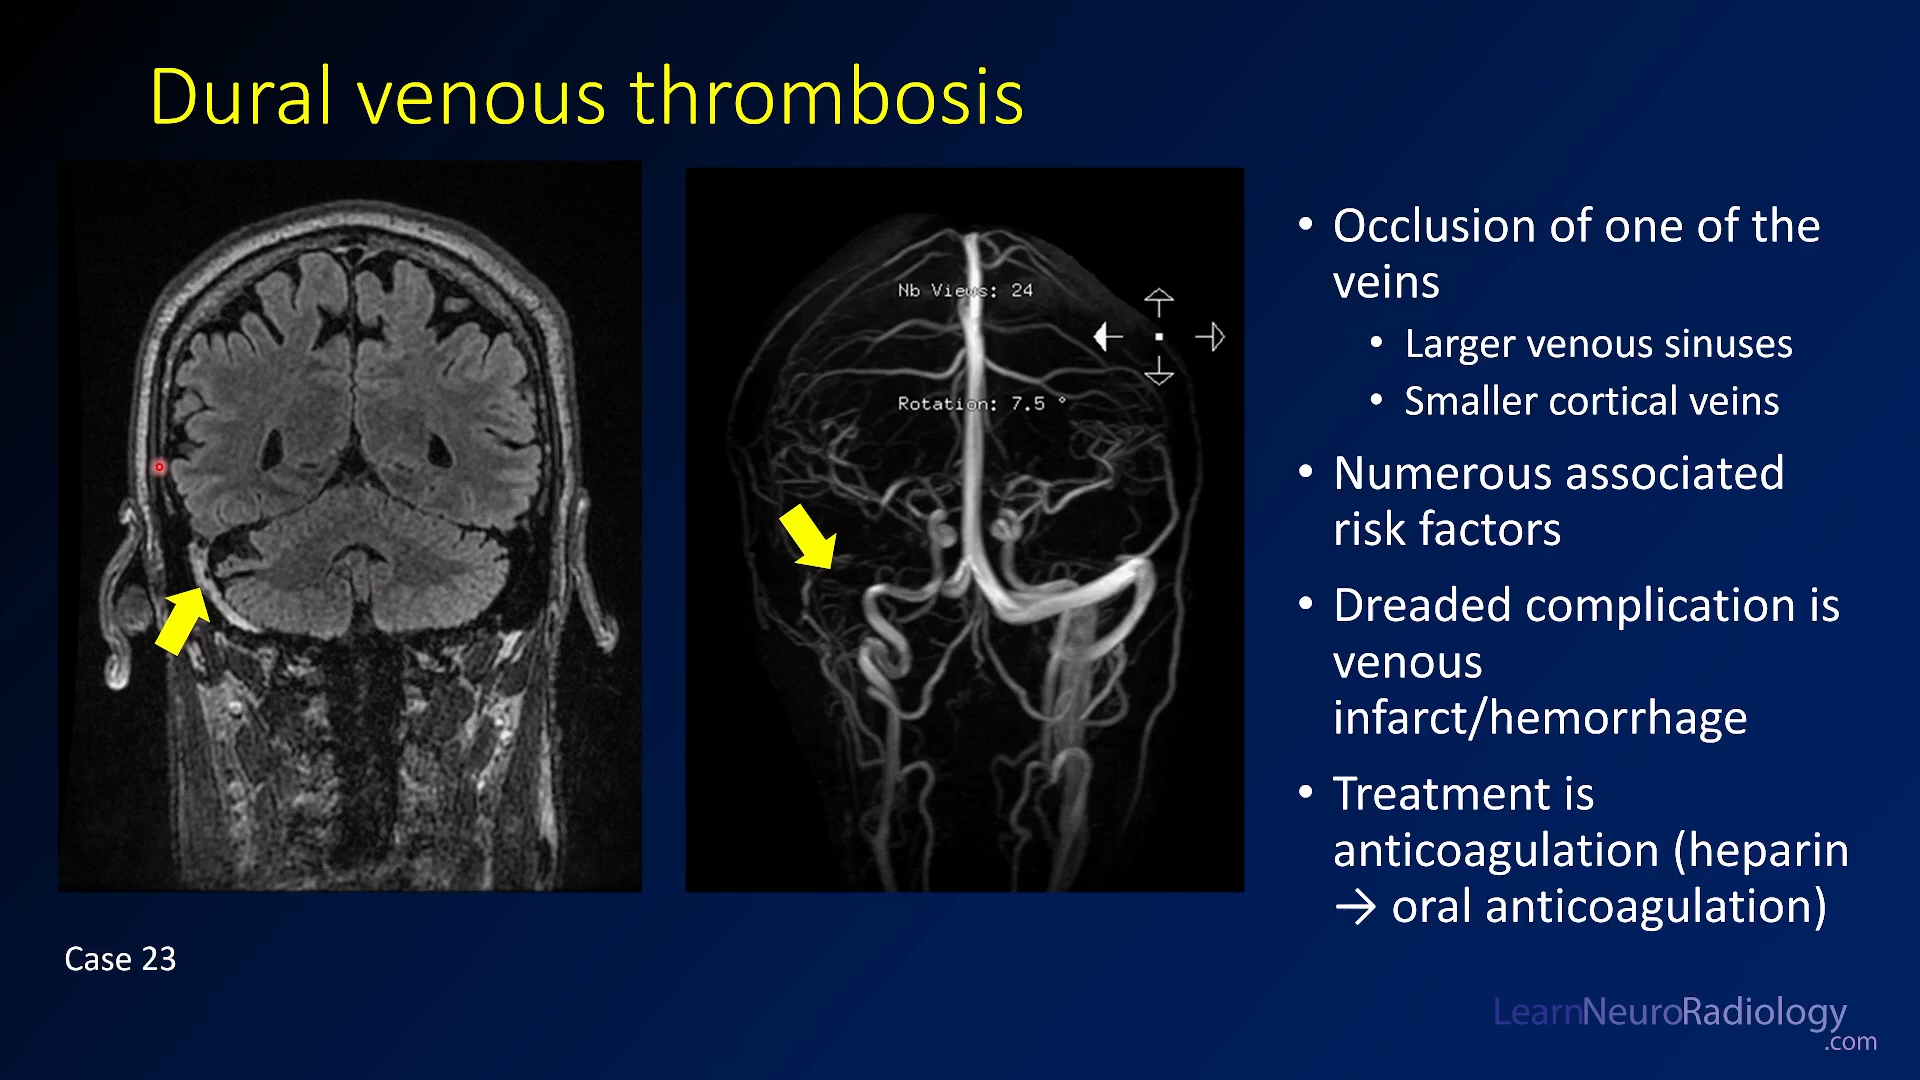 Dural venous thrombosis
Nb Views: 24
Rotation: 7.5 °
• Occlusion of one of the
veins
• Larger venous sinuses
• Smaller cortical veins
• Numerous associated
risk factors
• Dreaded complication is
venous
infarct/hemorrhage
• Treatment is
anticoagulation (heparin
→ oral anticoagulation)
Case 23
LearnNeuroRadiology
.com